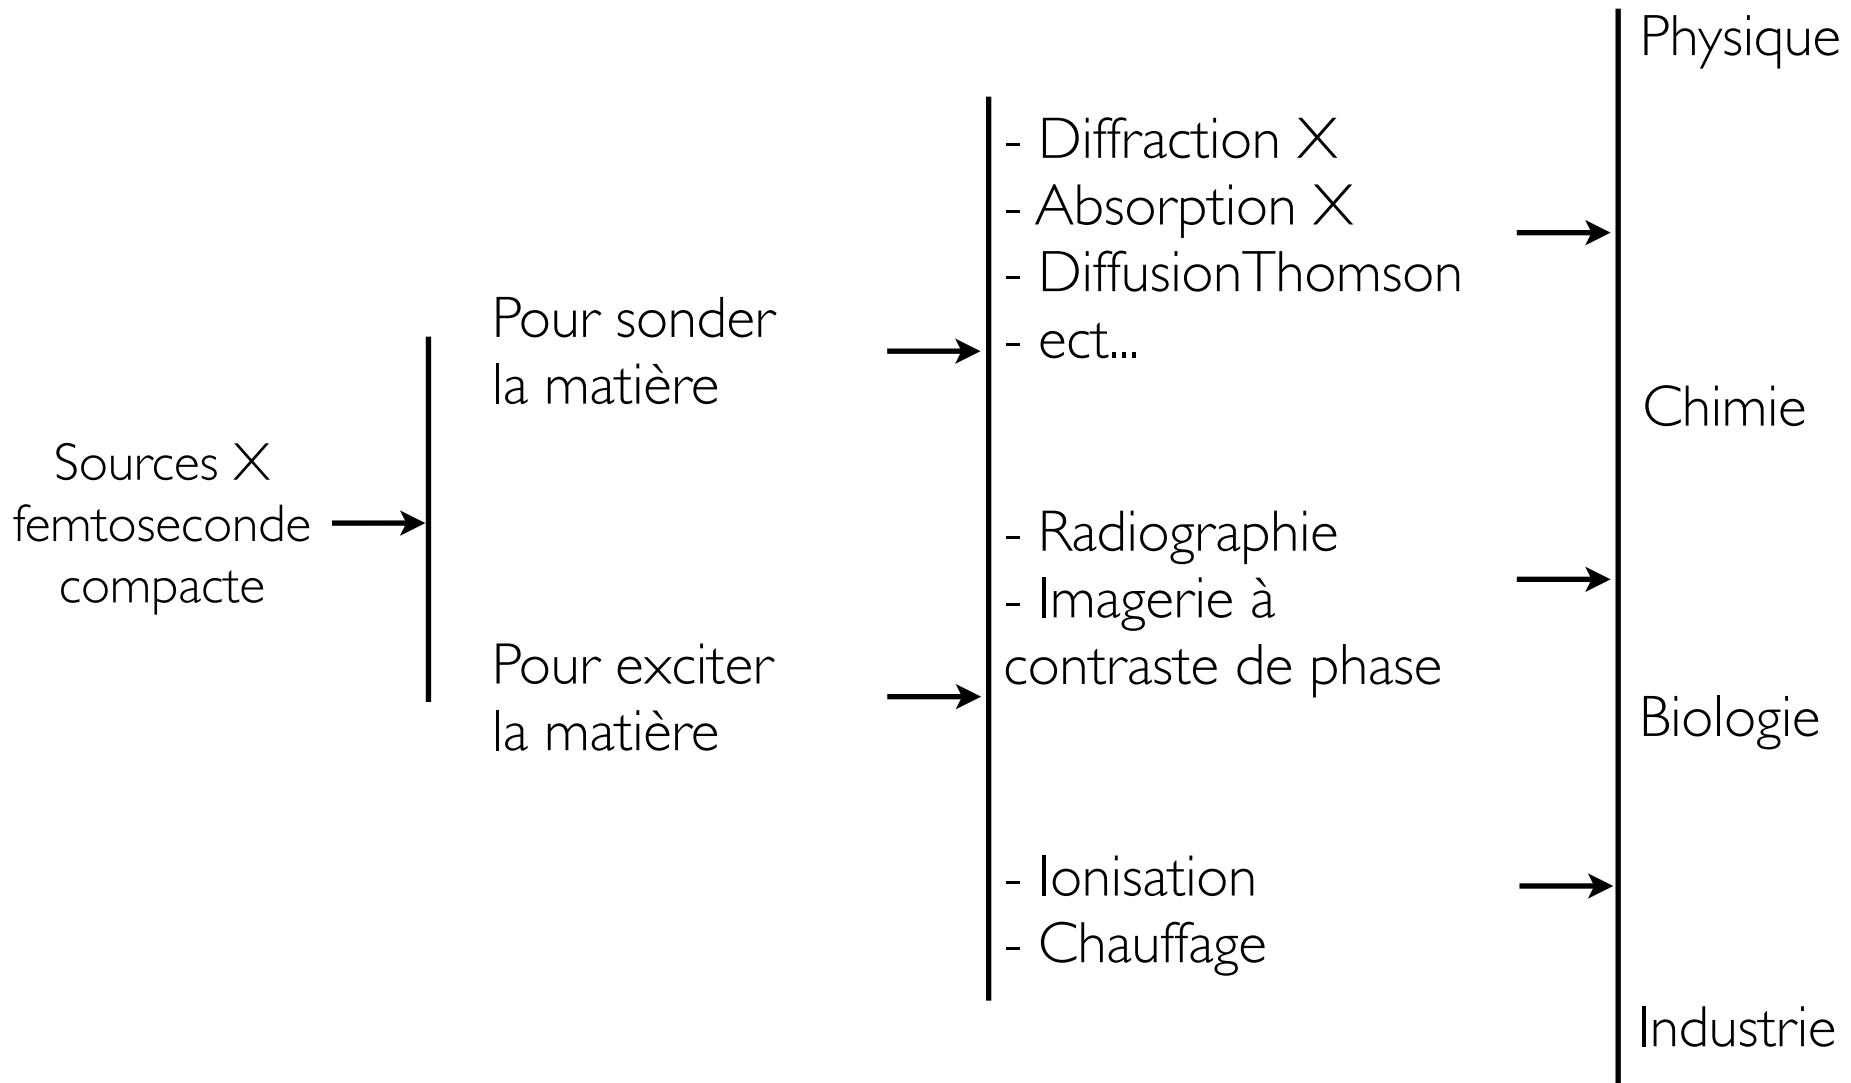 Sources X
femtoseconde
compacte
Pour sonder
la matière
Pour exciter
la matière
- Diffraction X
- Absorption X
- DiffusionThomson
- ect...
- Radiographie
- Imagerie à
contraste de phase
- Ionisation
- Chauffage
Physique
Chimie
Biologie
Industrie